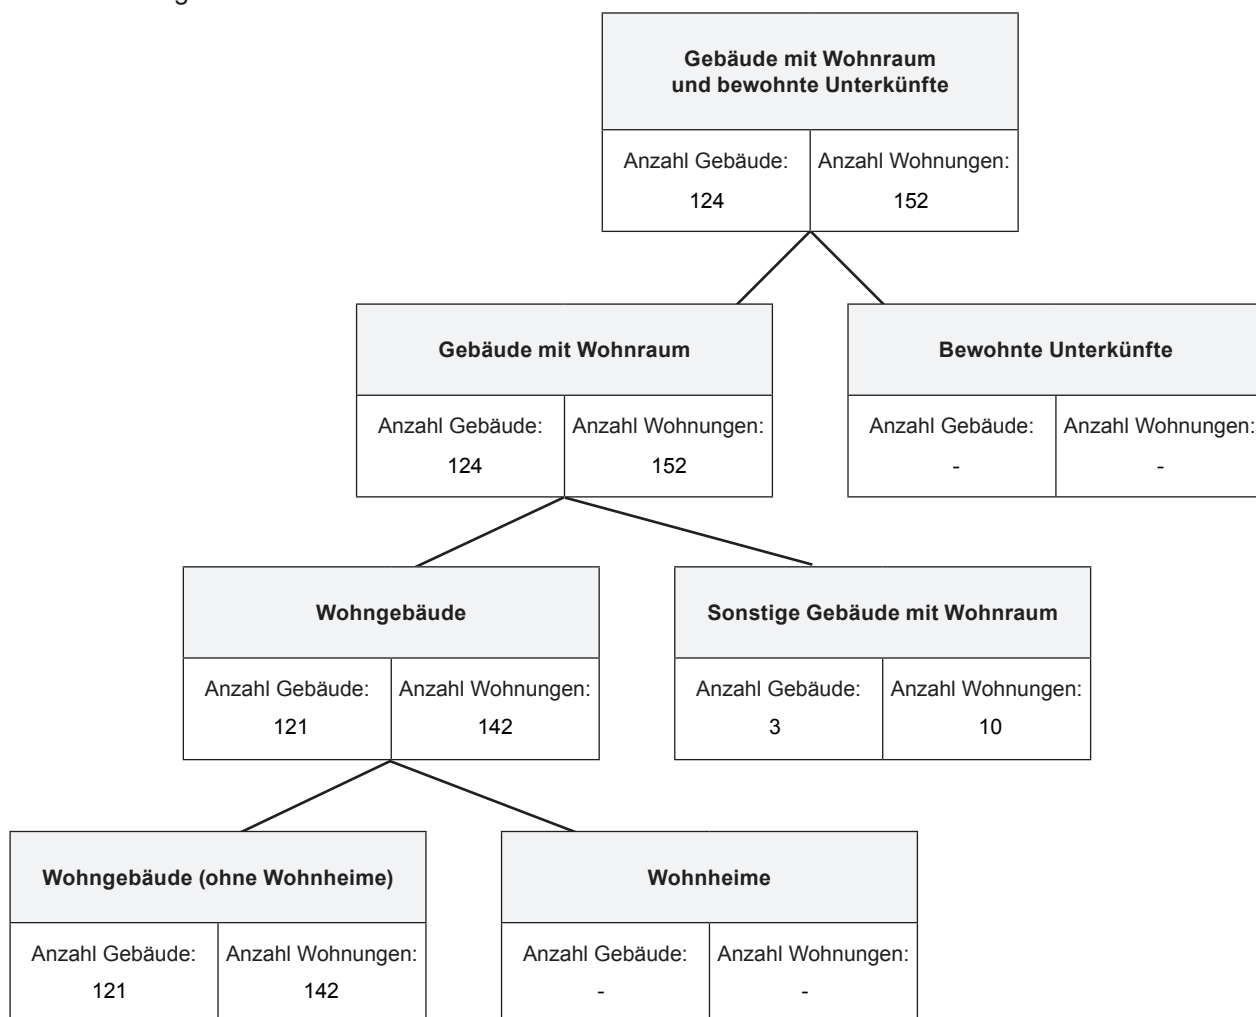 Gebäude mit Wohnraum
und bewohnte Unterkünfte
Anzahl Gebäude: Anzahl Wohnungen:
124 152
Gebäude mit Wohnraum
Anzahl Gebäude: Anzahl Wohnungen:
124 152
Bewohnte Unterkünfte
Anzahl Gebäude: Anzahl Wohnungen:
- -
Wohngebäude
Anzahl Gebäude: Anzahl Wohnungen:
121 142
Sonstige Gebäude mit Wohnraum
Anzahl Gebäude: Anzahl Wohnungen:
3 10
Wohngebäude (ohne Wohnheime)
Anzahl Gebäude: Anzahl Wohnungen:
121 142
Wohnheime
Anzahl Gebäude: Anzahl Wohnungen:
- -